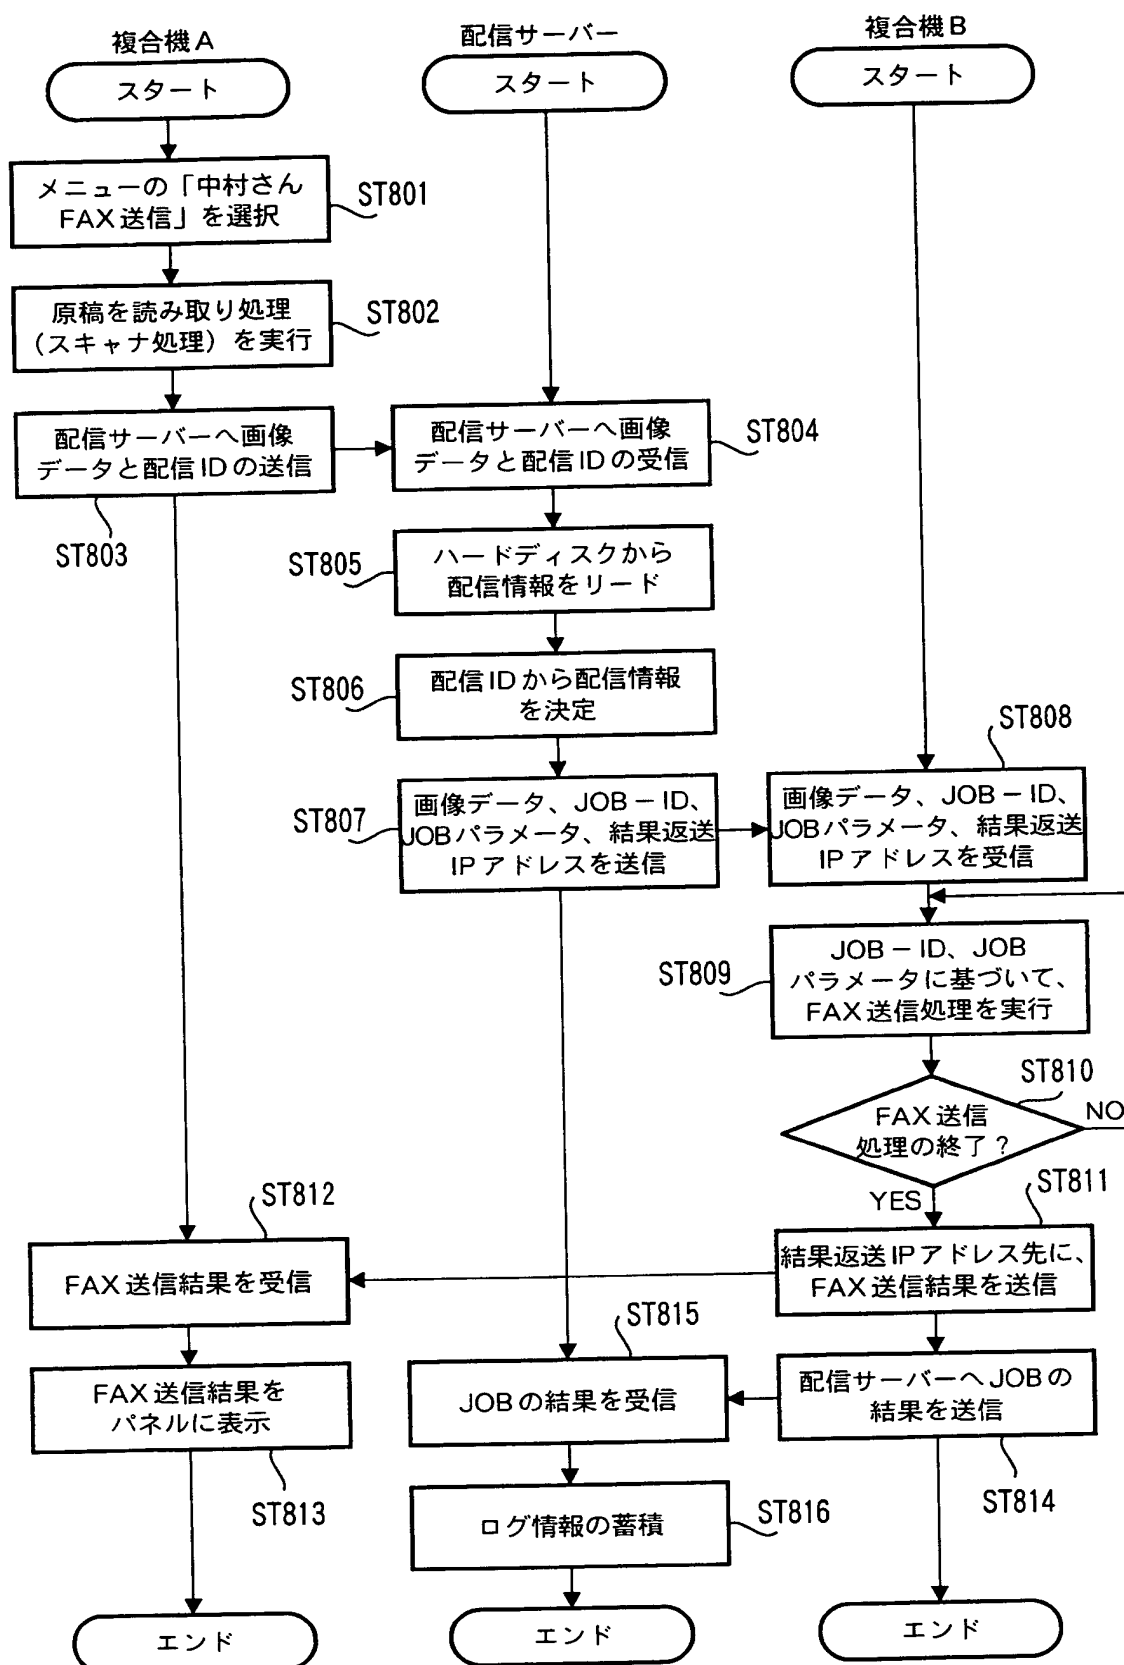 複合機A
スタート
メニューの「中村さん
FAX送信」を選択
ST801
原稿を読み取り処理
(スキャナ処理)を実行
ST802
配信サーバーへ画像
データと配信IDの送信
ST803
FAX送信結果を受信
ST812
FAX送信結果を
パネルに表示
ST813
エンド
配信サーバー
スタート
配信サーバーへ画像
データと配信IDの受信
ST804
ハードディスクから
配信情報をリード
ST805
配信IDから配信情報
を決定
ST806
画像データ、JOB-ID、
JOBパラメータ、結果返送
IPアドレスを送信
ST807
JOBの結果を受信
ST815
ログ情報の蓄積
ST816
エンド
複合機B
スタート
画像データ、JOB-ID、
JOBパラメータ、結果返送
IPアドレスを受信
ST808
JOB-ID、JOB
パラメータに基づいて、
FAX送信処理を実行
ST809
FAX送信
処理の終了?
ST810
NO
YES
結果返送IPアドレス先に、
FAX送信結果を送信
ST811
配信サーバーへJOBの
結果を送信
ST814
エンド